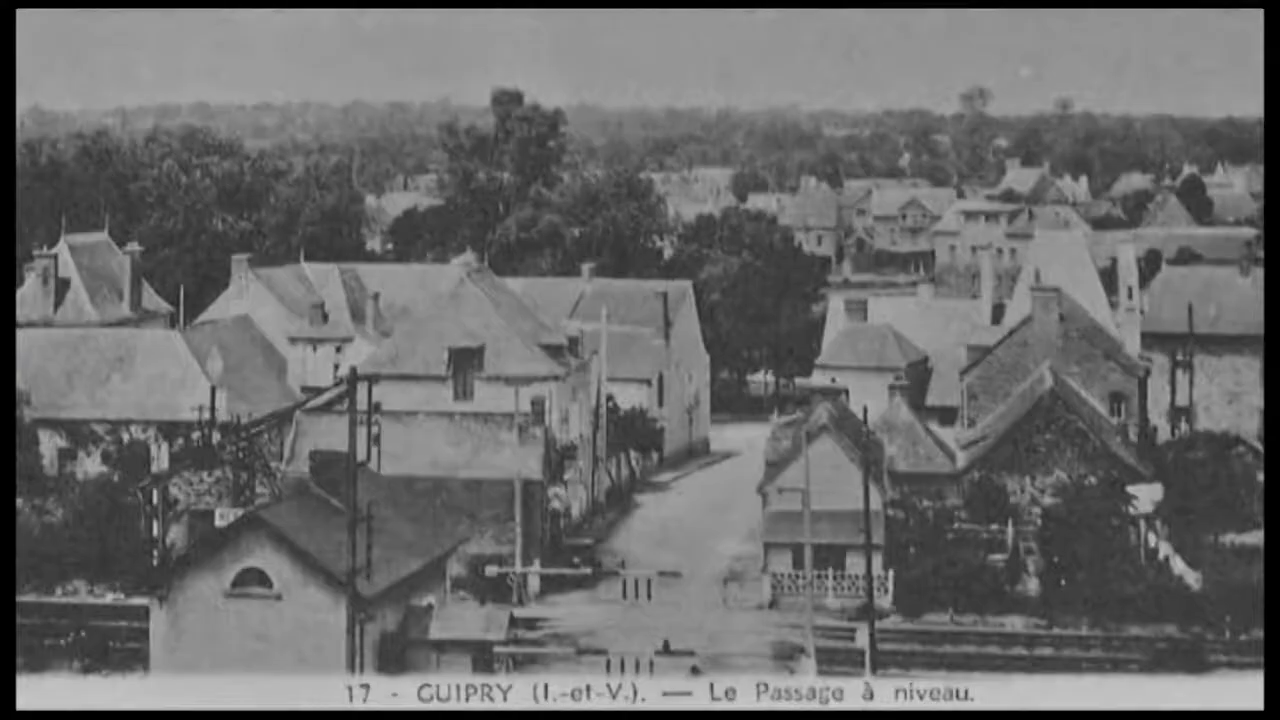 17 - GUIPRY (I.-et-V.). — Le Passage à niveau.